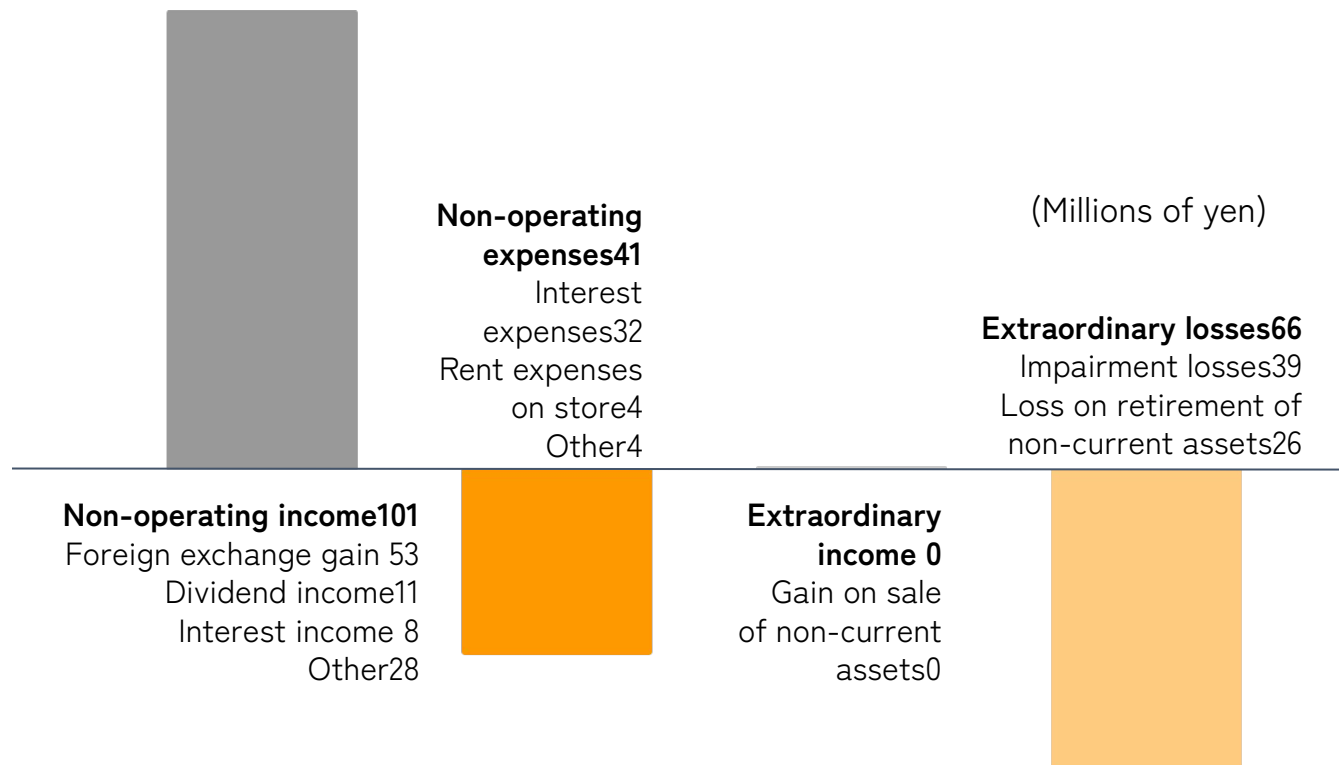 Non-operating
expenses41
Interest
expenses32
Rent expenses
on store4
Other4
(Millions of yen)
Extraordinary losses66
Impairment losses39
Loss on retirement of
non-current assets26
Non-operating income101
Foreign exchange gain 53
Dividend income11
Interest income 8
Other28
Extraordinary
income 0
Gain on sale
of non-current
assets0